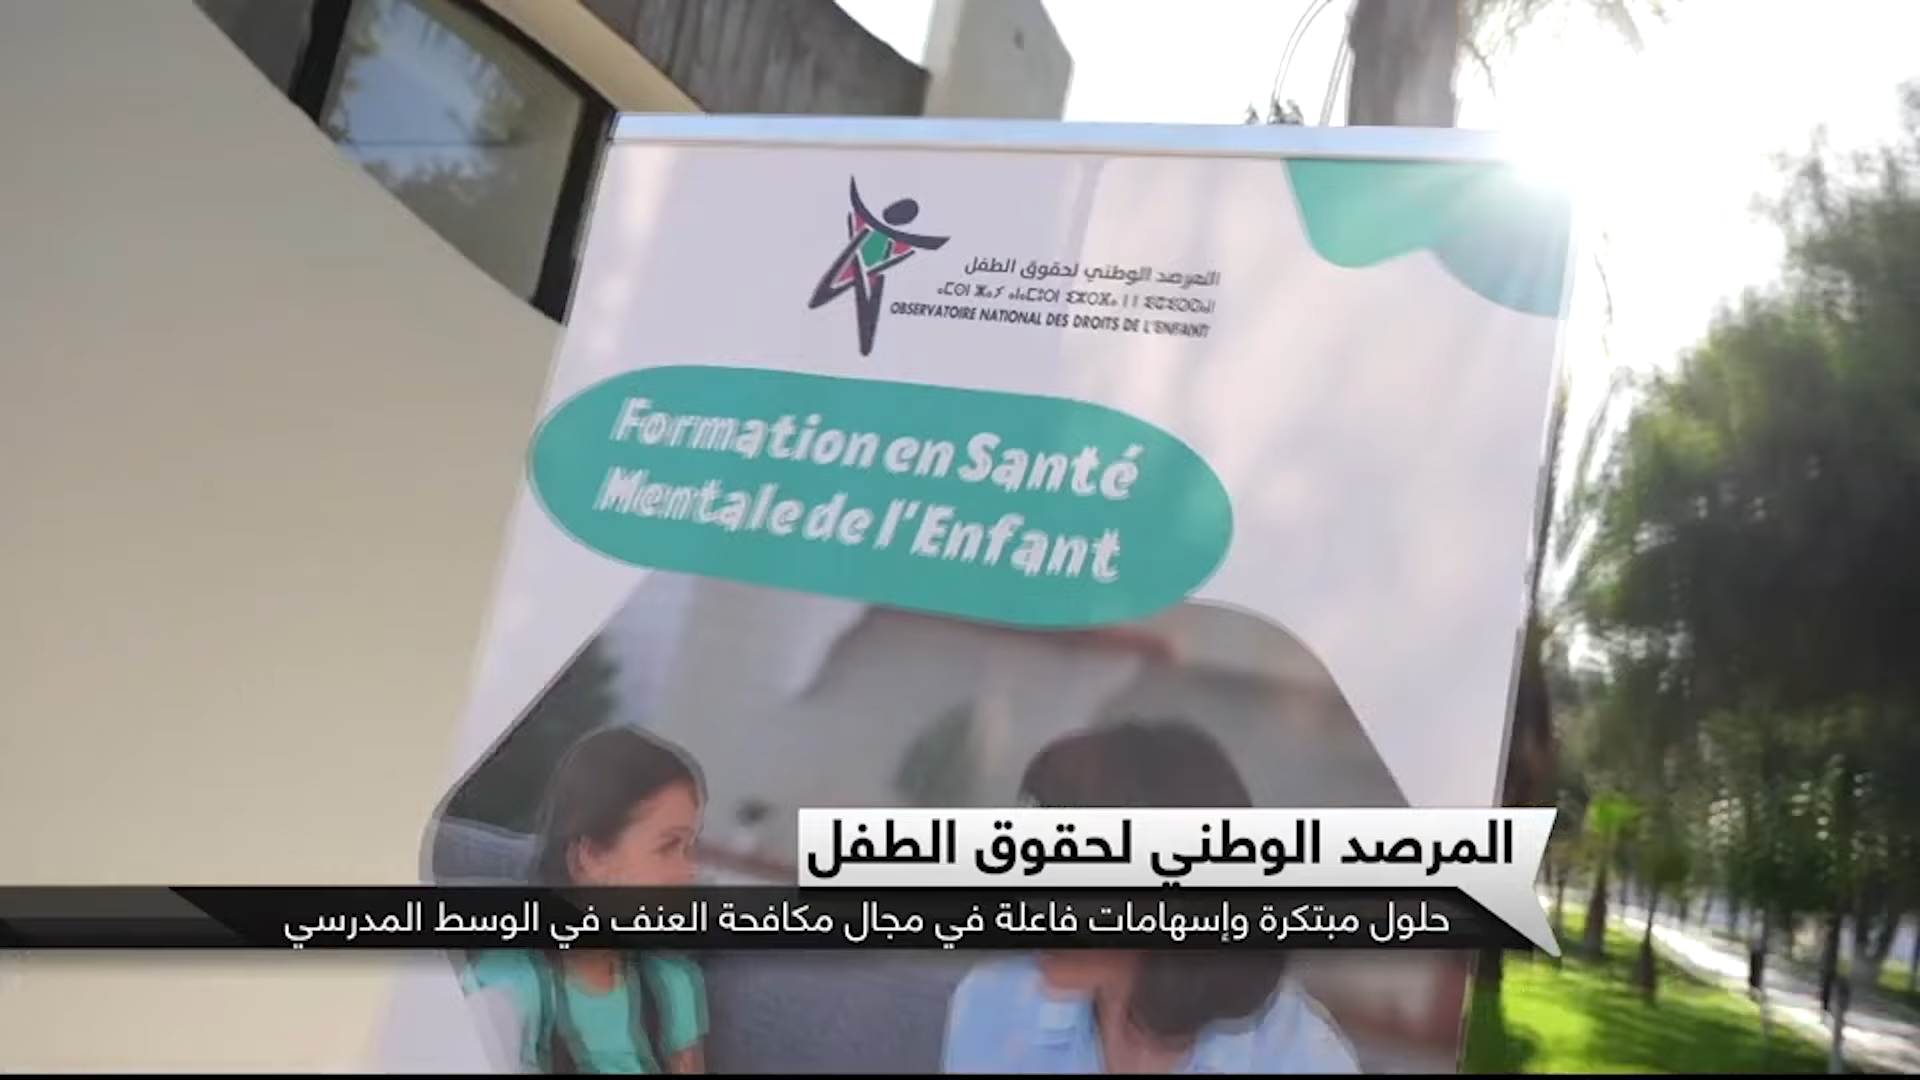 المرصد الوطني لحقوق الطفل
OBSERVATOIRE NATIONAL DES DROITS DE L'ENFANT
Formation en Santé
Mentale de l'Enfant
المرصد الوطني لحقوق الطفل
حلول مبتكرة وإسهامات فاعلة في مجال مكافحة العنف في الوسط المدرسي